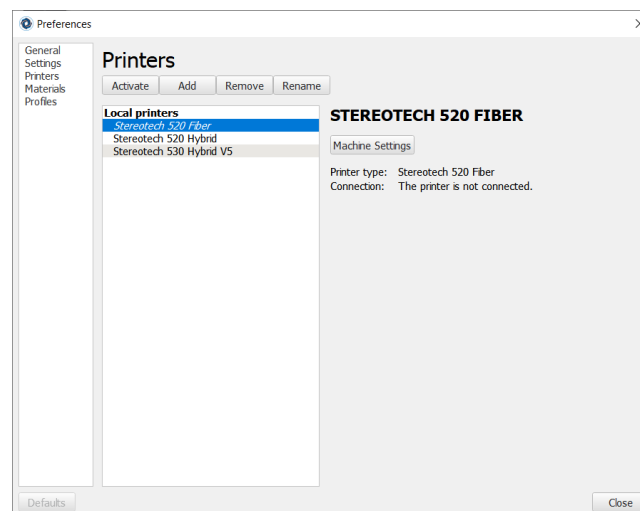 Preferences
General
Settings
Printers
Materials
Profiles
Printers
Activate Add Remove Rename
Local printers
Stereotech 520 Fiber
Stereotech 520 Hybrid
Stereotech 530 Hybrid V5
STEREOTECH 520 FIBER
Machine Settings
Printer type: Stereotech 520 Fiber
Connection: The printer is not connected.
Defaults
Close